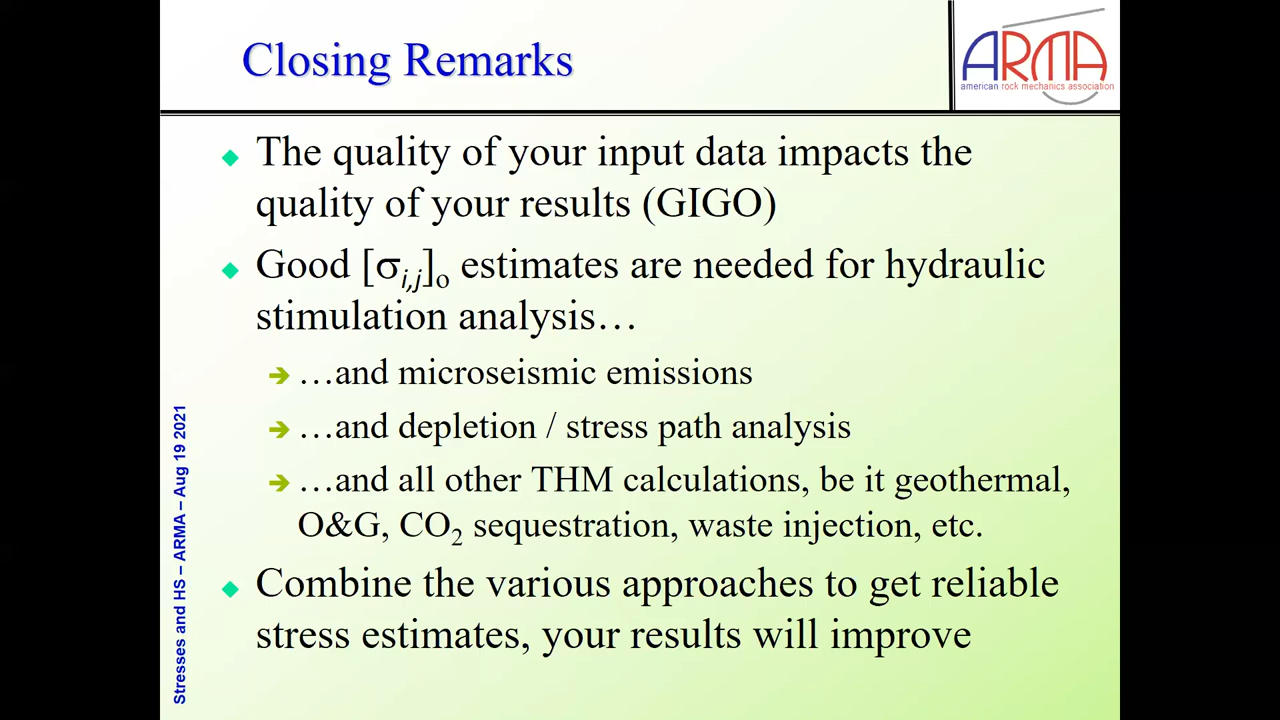 Closing Remarks
ARMA
american rock mechanics association
The quality of your input data impacts the
quality of your results (GIGO)
Good [σi,j]o estimates are needed for hydraulic
stimulation analysis…
…and microseismic emissions
…and depletion / stress path analysis
…and all other THM calculations, be it geothermal,
O&G, CO2 sequestration, waste injection, etc.
Combine the various approaches to get reliable
stress estimates, your results will improve
Stresses and HS – ARMA – Aug 19 2021